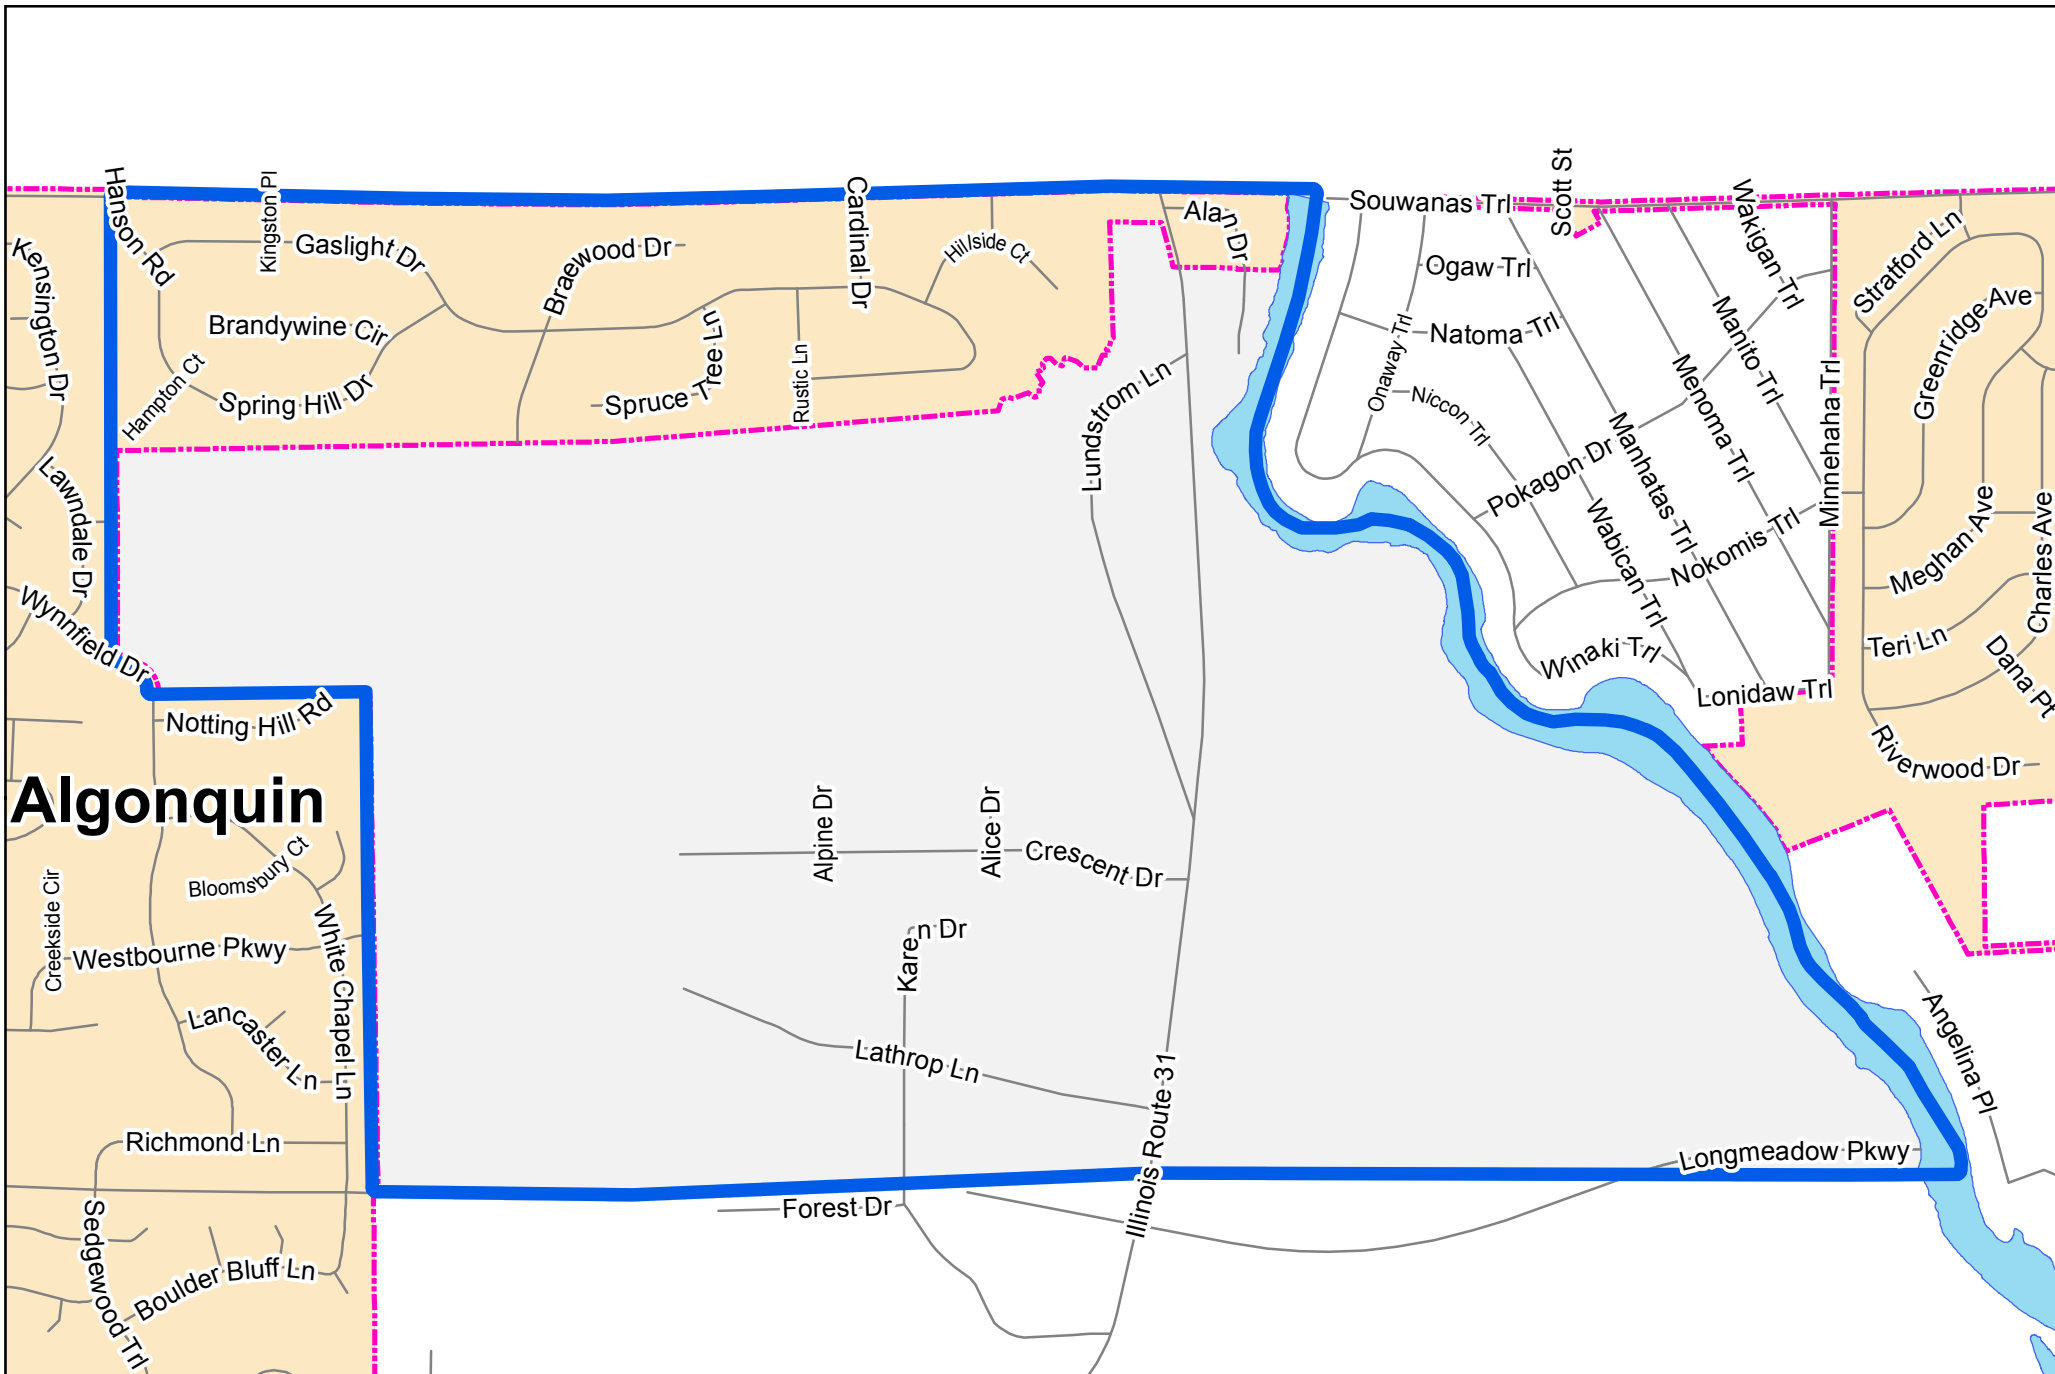 Hanson Rd
Kingston Pl
Cardinal Dr
Alan Dr
Souwanas Trl
Scott St
Wakigan Trl
Stratford Ln
Kensington Dr
Gaslight Dr
Braewood Dr
Hillside Ct
Ogaw Trl
Greenridge Ave
Brandywine Cir
Spruce Tree Ln
Rustic Ln
Onaway Trl
Natoma Trl
Manito Trl
Minnehaha Trl
Hampton Ct
Spring Hill Dr
Lundstrom Ln
Niccon Trl
Menoma Trl
Manhatas Trl
Pokagon Dr
Lawndale Dr
Wabican Trl
Nokomis Trl
Meghan Ave
Charles Ave
Wynnfield Dr
Winaki Trl
Teri Ln
Dana Pt
Lonidaw Trl
Notting Hill Rd
Riverwood Dr
Algonquin
Alpine Dr
Alice Dr
Crescent Dr
Bloomsbury Ct
Creekside Cir
Westbourne Pkwy
White Chapel Ln
Karen Dr
Lancaster Ln
Lathrop Ln
Angelina Pl
Illinois Route 31
Richmond Ln
Longmeadow Pkwy
Forest Dr
Sedgewood Trl
Boulder Bluff Ln